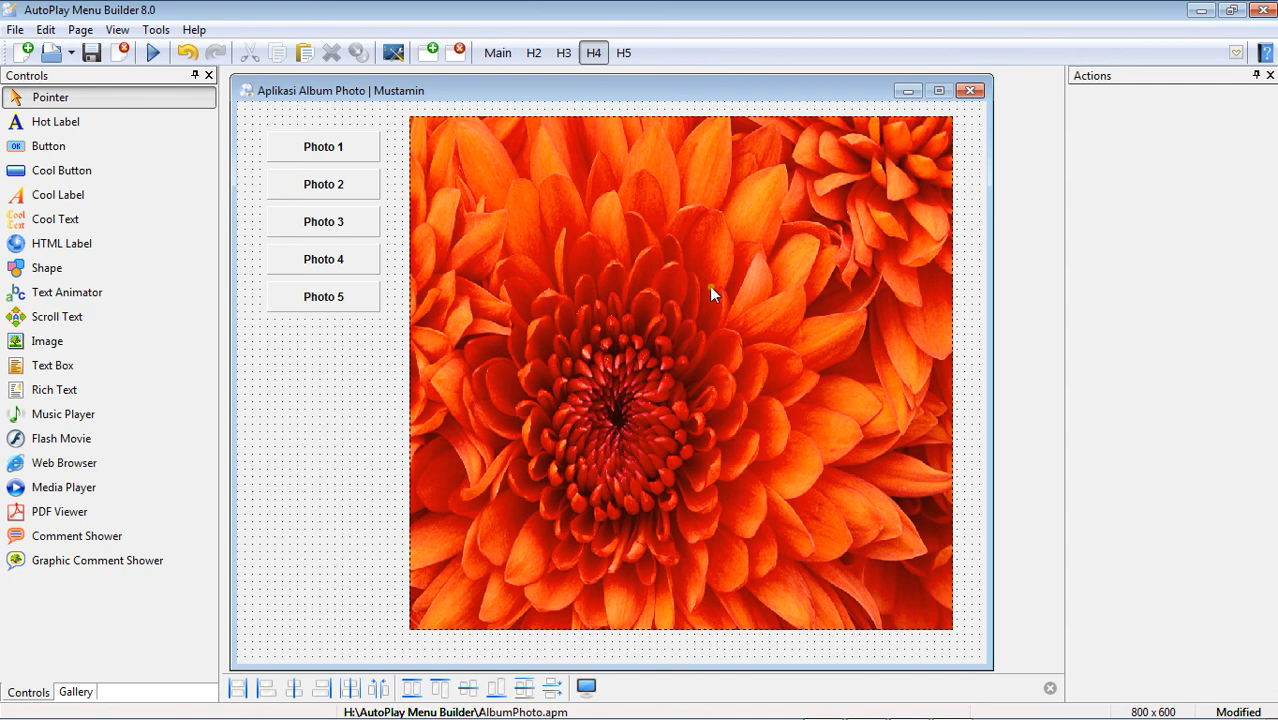 AutoPlay Menu Builder 8.0
File Edit Page View Tools Help
Main H2 H3 H4 H5
Controls
Pointer
Hot Label
Button
Cool Button
Cool Label
Cool Text
HTML Label
Shape
Text Animator
Scroll Text
Image
Text Box
Rich Text
Music Player
Flash Movie
Web Browser
Media Player
PDF Viewer
Comment Shower
Graphic Comment Shower
Controls Gallery
Aplikasi Album Photo | Mustamin
Photo 1
Photo 2
Photo 3
Photo 4
Photo 5
Actions
H:\AutoPlay Menu Builder\AlbumPhoto.apm
800 x 600
Modified